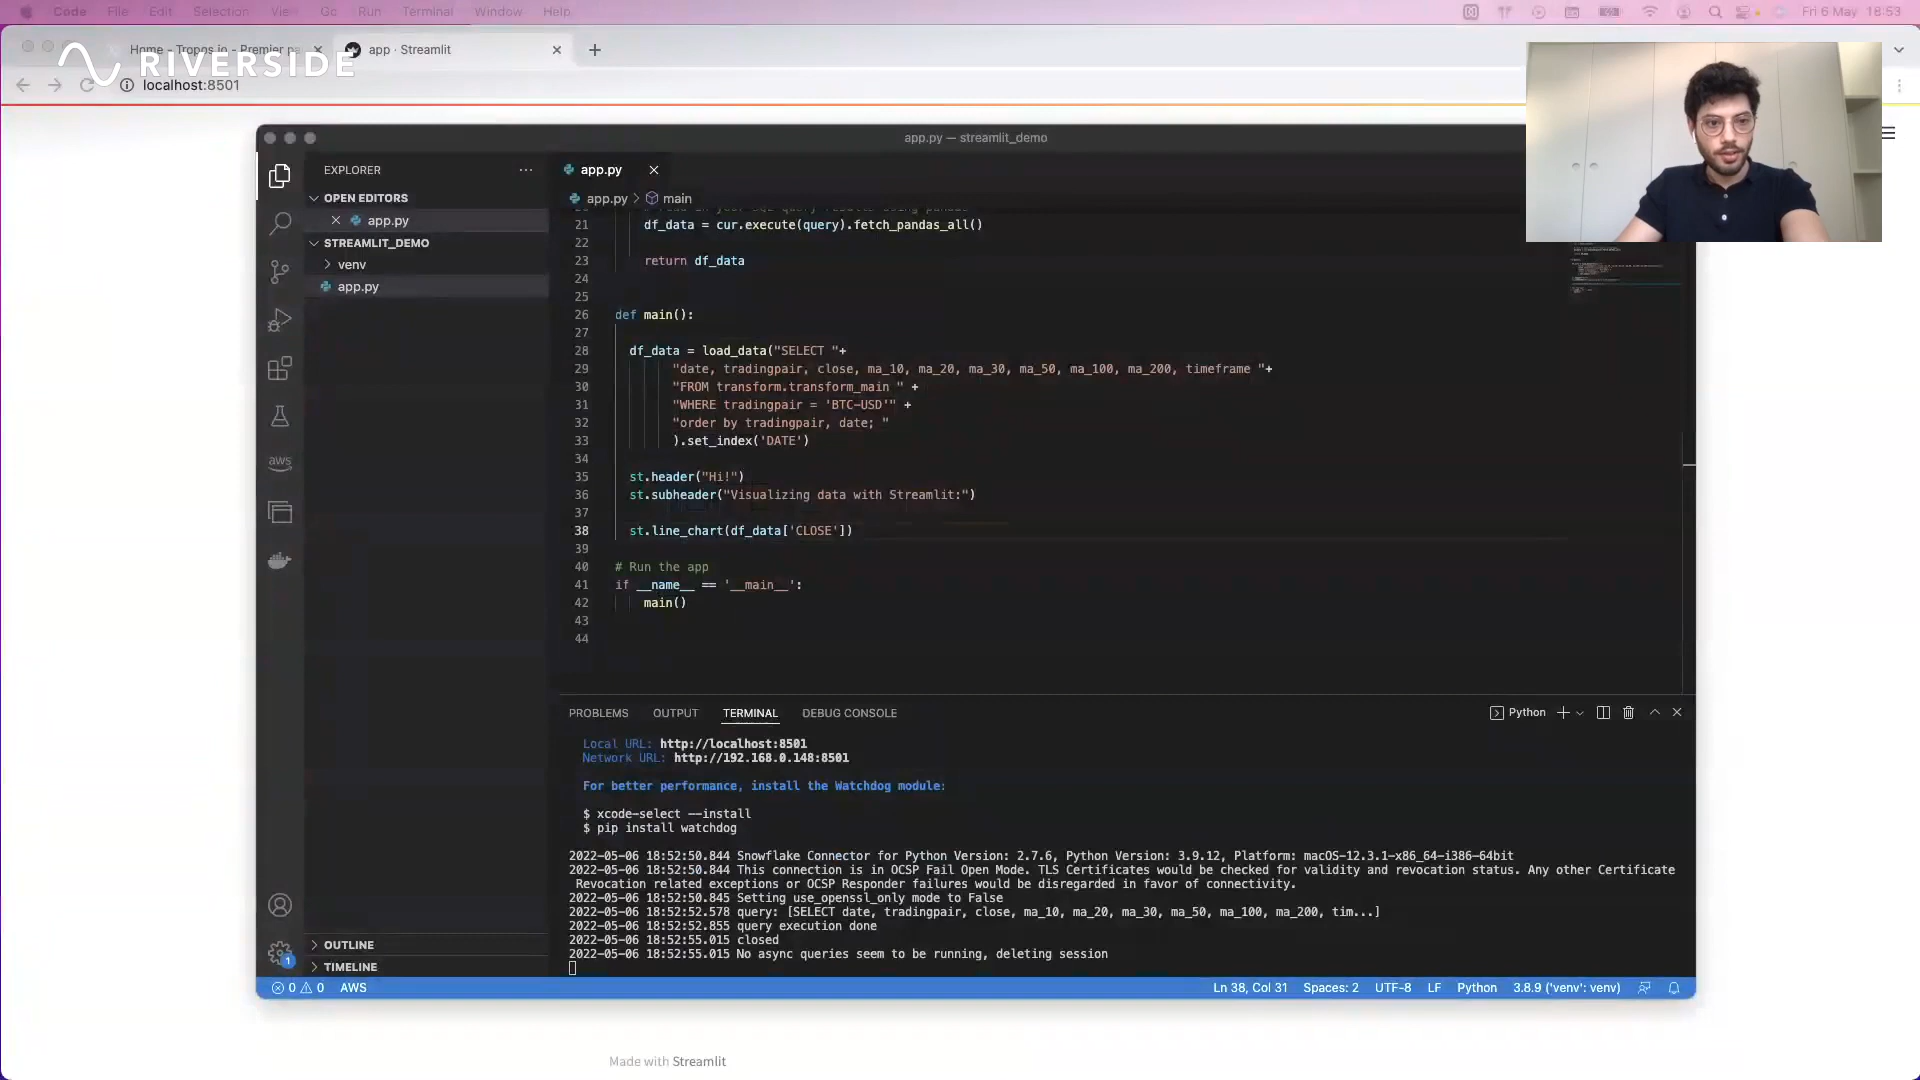 Code File Edit Selection View Go Run Terminal Window Help Fri 6 May 18:53
Home - Tropos.io - Premier pa
app · Streamlit
RIVERSIDE
localhost:8501
app.py — streamlit_demo
EXPLORER
OPEN EDITORS
app.py
STREAMLIT_DEMO
venv
app.py
OUTLINE
TIMELINE
app.py
app.py > main
21 df_data = cur.execute(query).fetch_pandas_all()
22
23 return df_data
24
25
26 def main():
27
28 df_data = load_data("SELECT "+
29 "date, tradingpair, close, ma_10, ma_20, ma_30, ma_50, ma_100, ma_200, timeframe "+
30 "FROM transform.transform_main " +
31 "WHERE tradingpair = 'BTC-USD'" +
32 "order by tradingpair, date; "
33 ).set_index('DATE')
34
35 st.header("Hi!")
36 st.subheader("Visualizing data with Streamlit:")
37
38 st.line_chart(df_data['CLOSE'])
39
40 # Run the app
41 if __name__ == '__main__':
42 main()
43
44
PROBLEMS OUTPUT TERMINAL DEBUG CONSOLE Python
Local URL: http://localhost:8501
Network URL: http://192.168.0.148:8501
For better performance, install the Watchdog module:
$ xcode-select --install
$ pip install watchdog
2022-05-06 18:52:50.844 Snowflake Connector for Python Version: 2.7.6, Python Version: 3.9.12, Platform: macOS-12.3.1-x86_64-i386-64bit
2022-05-06 18:52:50.844 This connection is in OCSP Fail Open Mode. TLS Certificates would be checked for validity and revocation status. Any other Certificate
Revocation related exceptions or OCSP Responder failures would be disregarded in favor of connectivity.
2022-05-06 18:52:50.845 Setting use_openssl_only mode to False
2022-05-06 18:52:52.578 query: [SELECT date, tradingpair, close, ma_10, ma_20, ma_30, ma_50, ma_100, ma_200, tim...]
2022-05-06 18:52:52.855 query execution done
2022-05-06 18:52:55.015 closed
2022-05-06 18:52:55.015 No async queries seem to be running, deleting session
aws
1
0 0 AWS
Ln 38, Col 31 Spaces: 2 UTF-8 LF Python 3.8.9 ('venv': venv)
Made with Streamlit